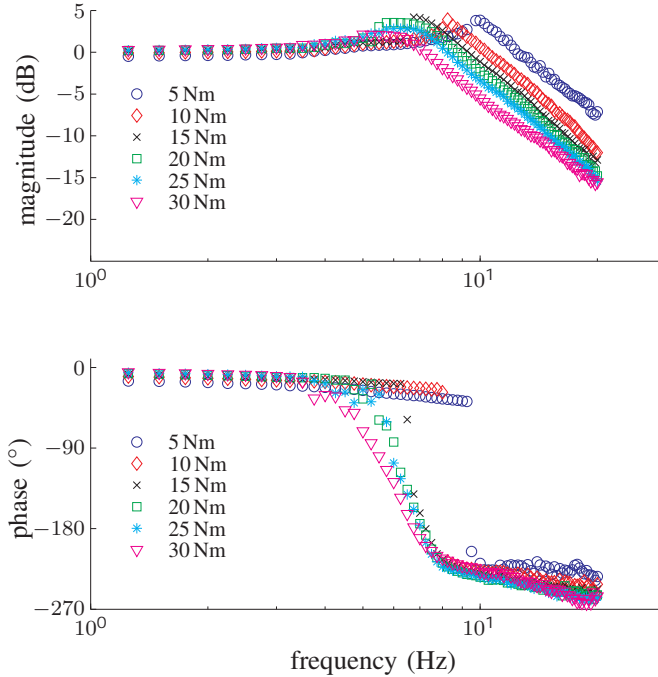 5
0
−5
−10
−15
−20
magnitude (dB)
5 Nm
10 Nm
15 Nm
20 Nm
25 Nm
30 Nm
10⁰
10¹
0
−90
−180
−270
phase (°)
5 Nm
10 Nm
15 Nm
20 Nm
25 Nm
30 Nm
10⁰
10¹
frequency (Hz)